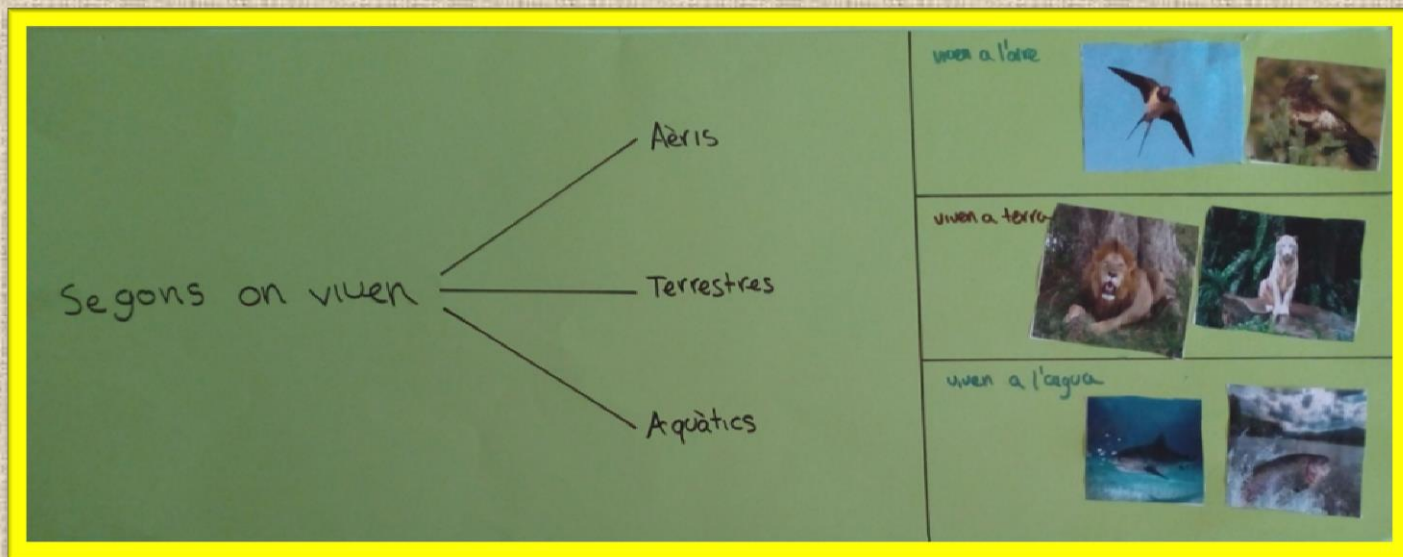 Segons on viuen
Aèris
Terrestres
Aquàtics
viuen a l'aire
viuen a terra
viuen a l'aigua